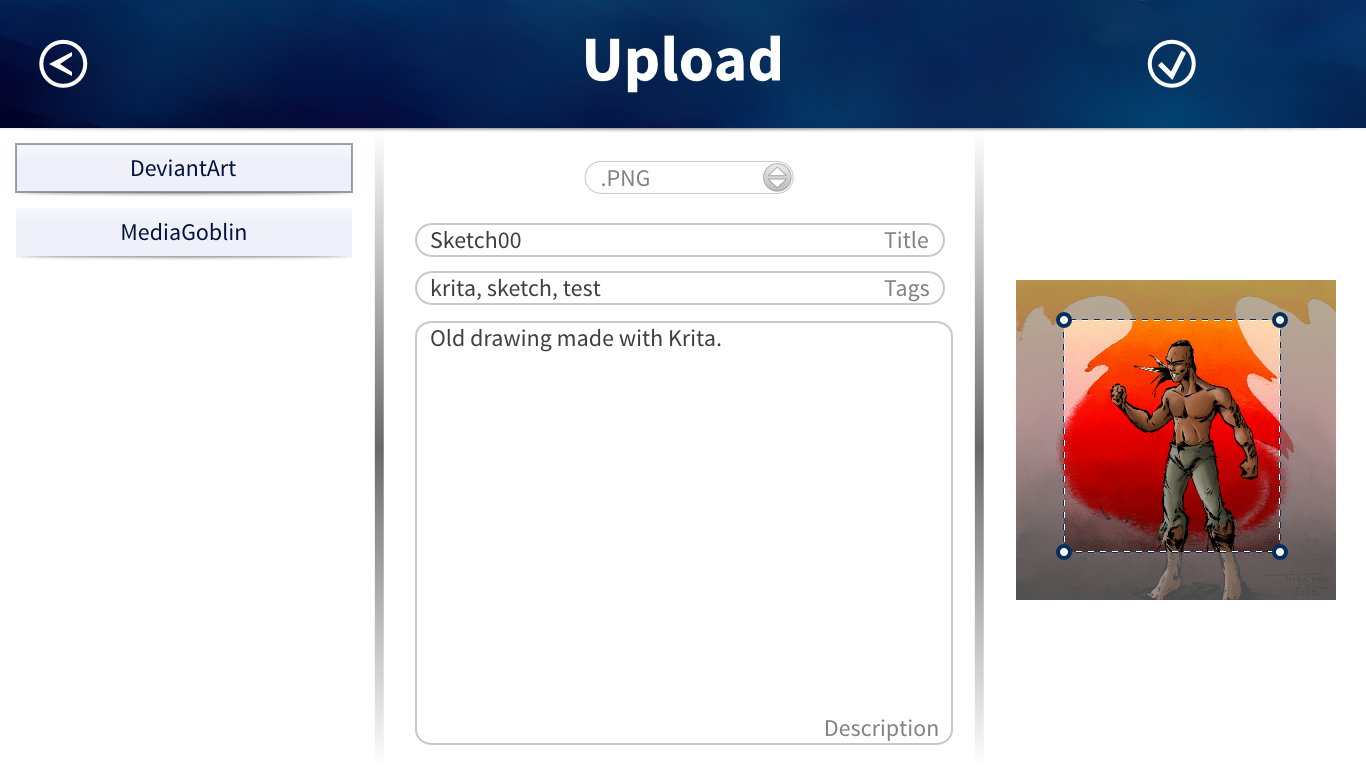 Upload
DeviantArt
MediaGoblin
.PNG
Sketch00 Title
krita, sketch, test Tags
Old drawing made with Krita.
Description